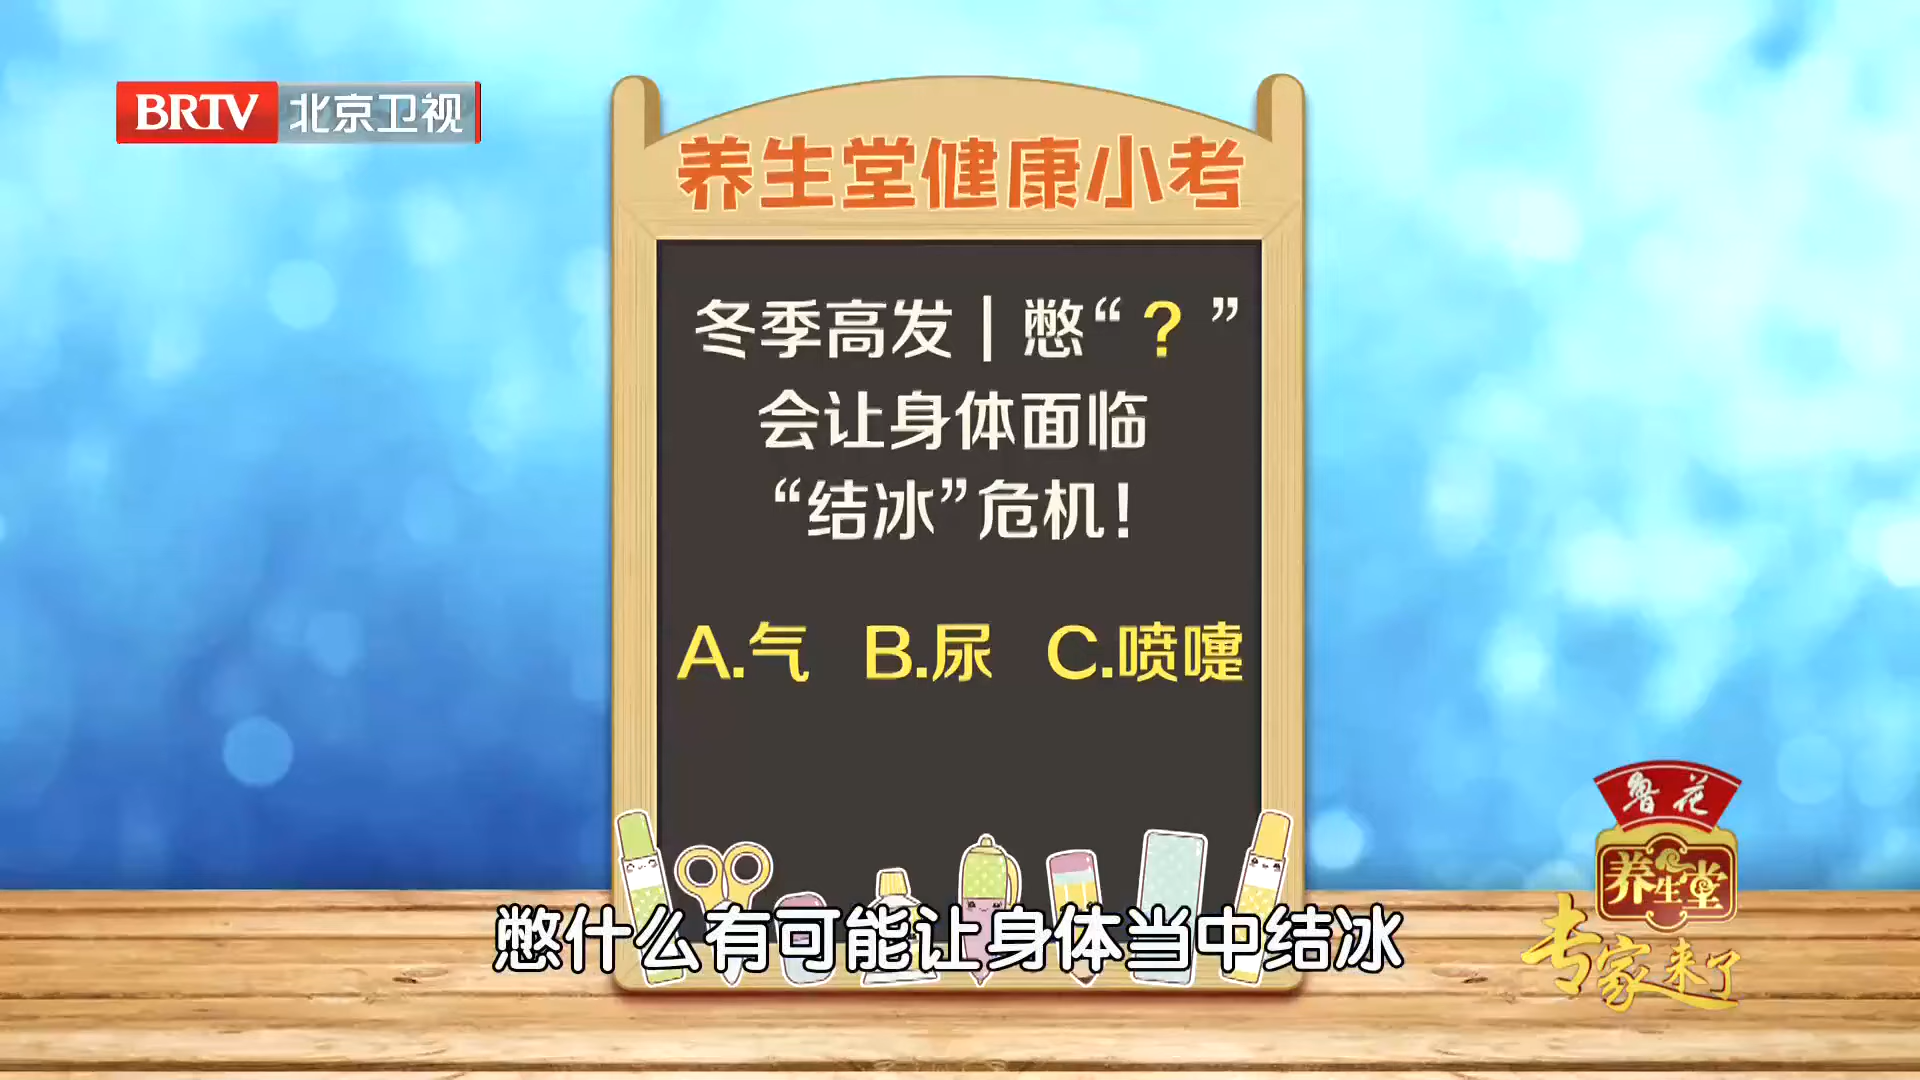 BRTV 北京卫视
养生堂健康小考
冬季高发｜憋“？”
会让身体面临
“结冰”危机！
A.气 B.尿 C.喷嚏
鲁花
养生堂
专家来了
憋什么有可能让身体当中结冰